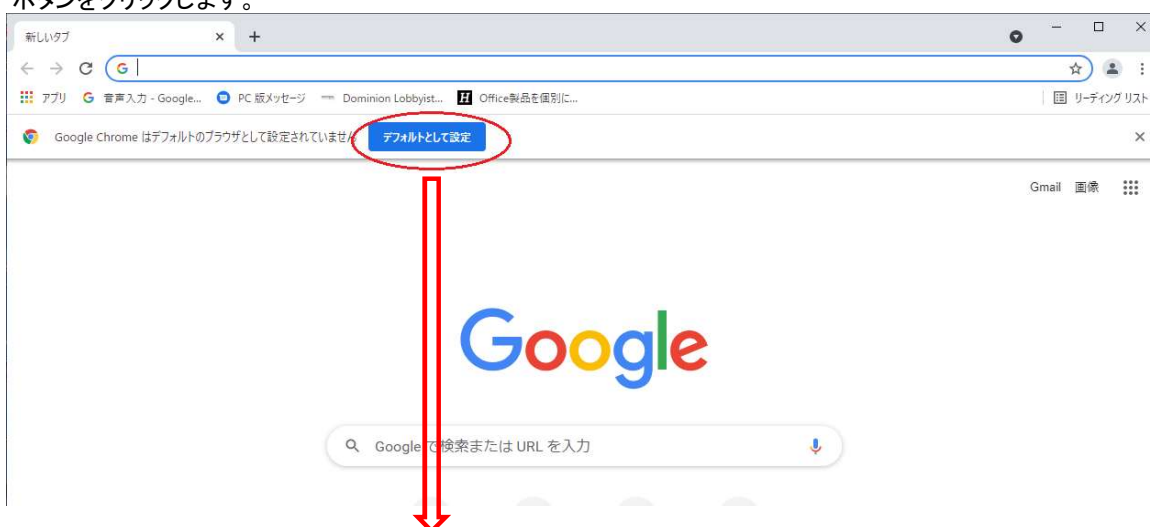 ボタンをクリックします。
新しいタブ
アプリ G 音声入力 - Google... PC 版メッセージ Dominion Lobbyist... H Office製品を個別に... リーディング リスト
Google Chrome はデフォルトのブラウザとして設定されていません デフォルトとして設定
Gmail 画像
Google
Google で検索または URL を入力